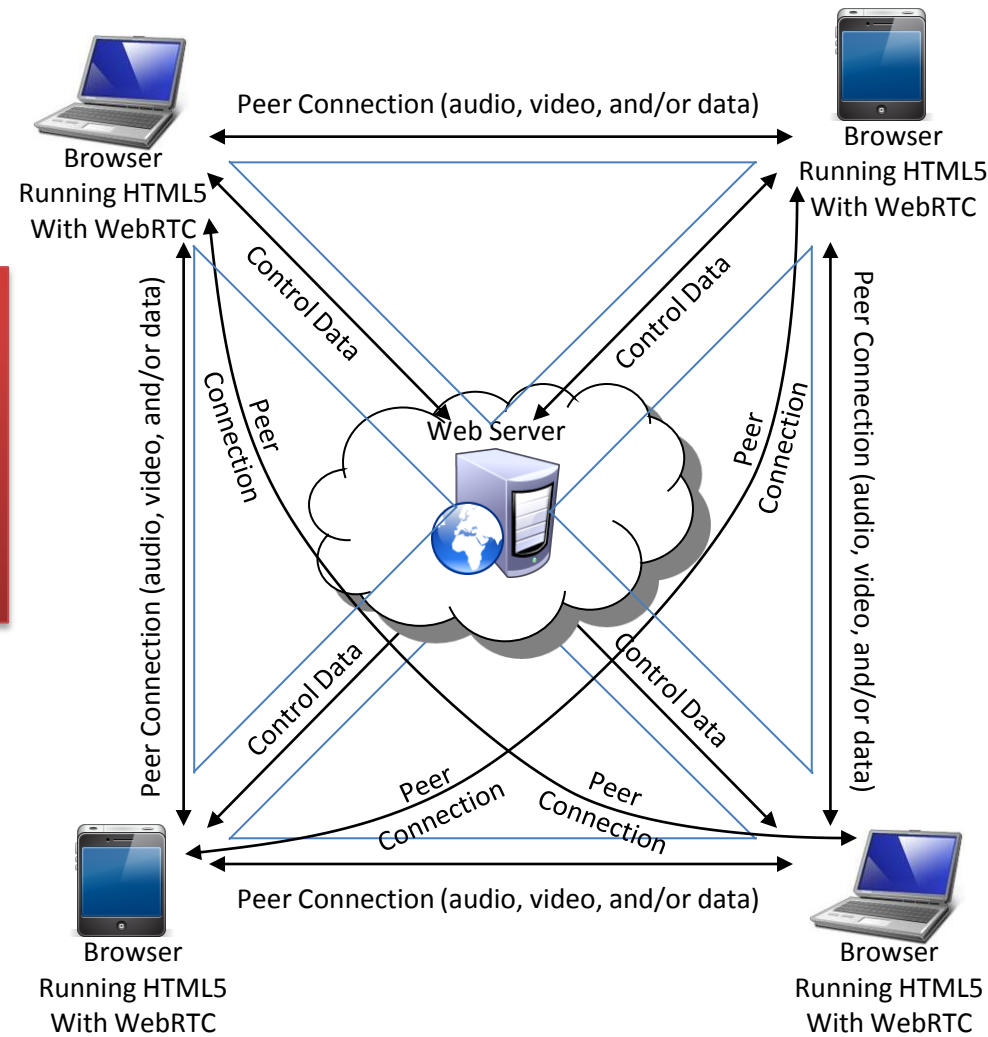 Peer Connection (audio, video, and/or data)
Browser
Running HTML5
With WebRTC
Browser
Running HTML5
With WebRTC
Control Data
Control Data
Peer Connection (audio, video, and/or data)
Peer
Connection
Web Server
Peer
Connection
Peer Connection (audio, video, and/or data)
Control Data
Control Data
Peer
Connection
Peer
Connection
Peer Connection (audio, video, and/or data)
Browser
Running HTML5
With WebRTC
Browser
Running HTML5
With WebRTC